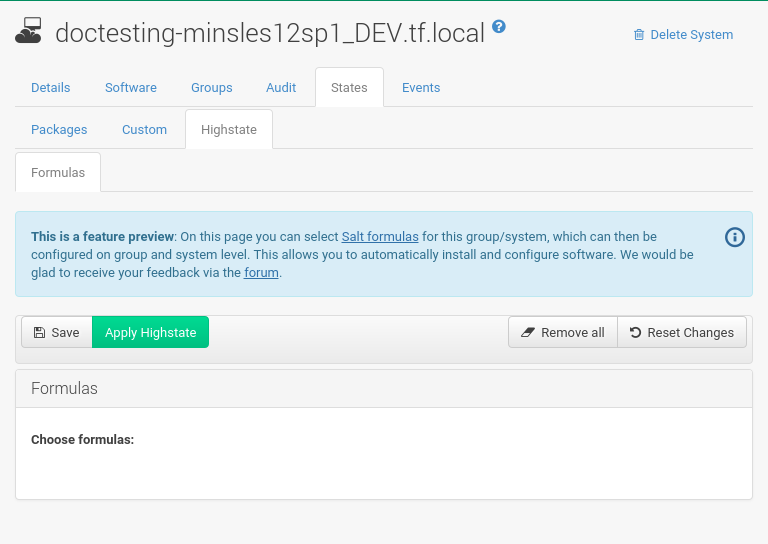 doctesting-minsles12sp1_DEV.tf.local ?
Delete System
Details Software Groups Audit States Events
Packages Custom Highstate
Formulas
This is a feature preview: On this page you can select Salt formulas for this group/system, which can then be
configured on group and system level. This allows you to automatically install and configure software. We would be
glad to receive your feedback via the forum.
Save Apply Highstate Remove all Reset Changes
Formulas
Choose formulas: